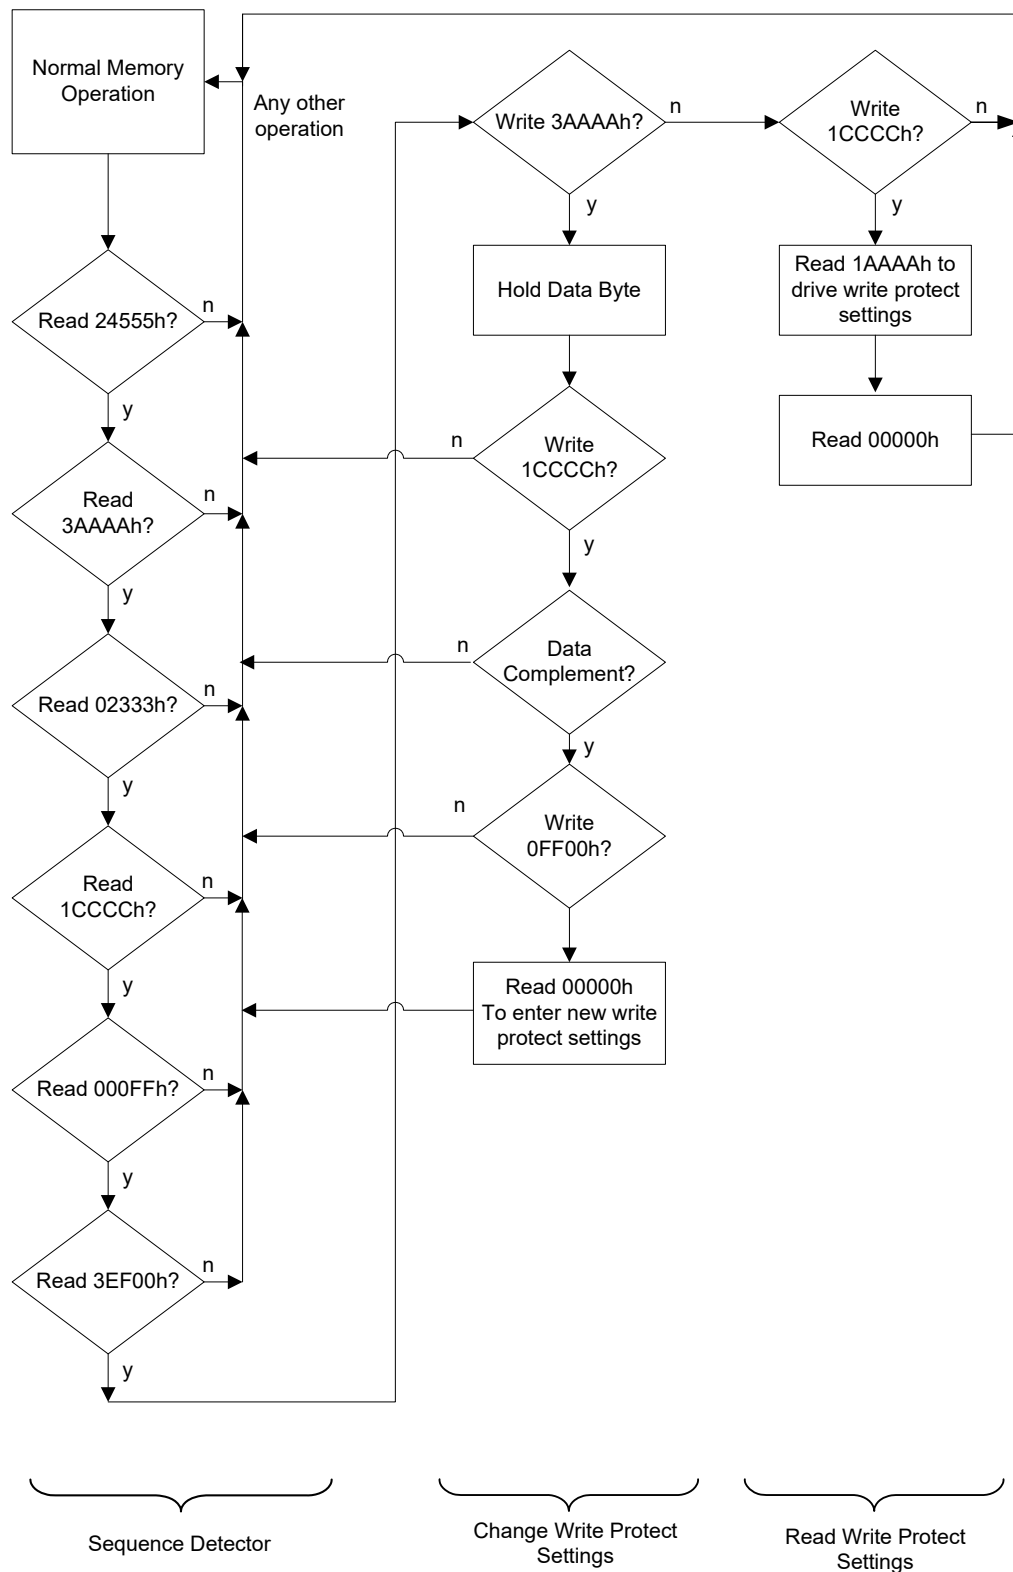 Normal Memory
Operation
Any other
operation
Read 24555h?
n
y
Read
3AAAAh?
n
y
Read 02333h?
n
y
Read
1CCCCh?
n
y
Read 000FFh?
n
y
Read 3EF00h?
n
y
Write 3AAAAh?
n
y
Hold Data Byte
Write
1CCCCh?
n
y
Data
Complement?
n
y
Write
0FF00h?
n
y
Read 00000h
To enter new write
protect settings
Write
1CCCCh?
n
y
Read 1AAAAh to
drive write protect
settings
Read 00000h
Sequence Detector
Change Write Protect
Settings
Read Write Protect
Settings